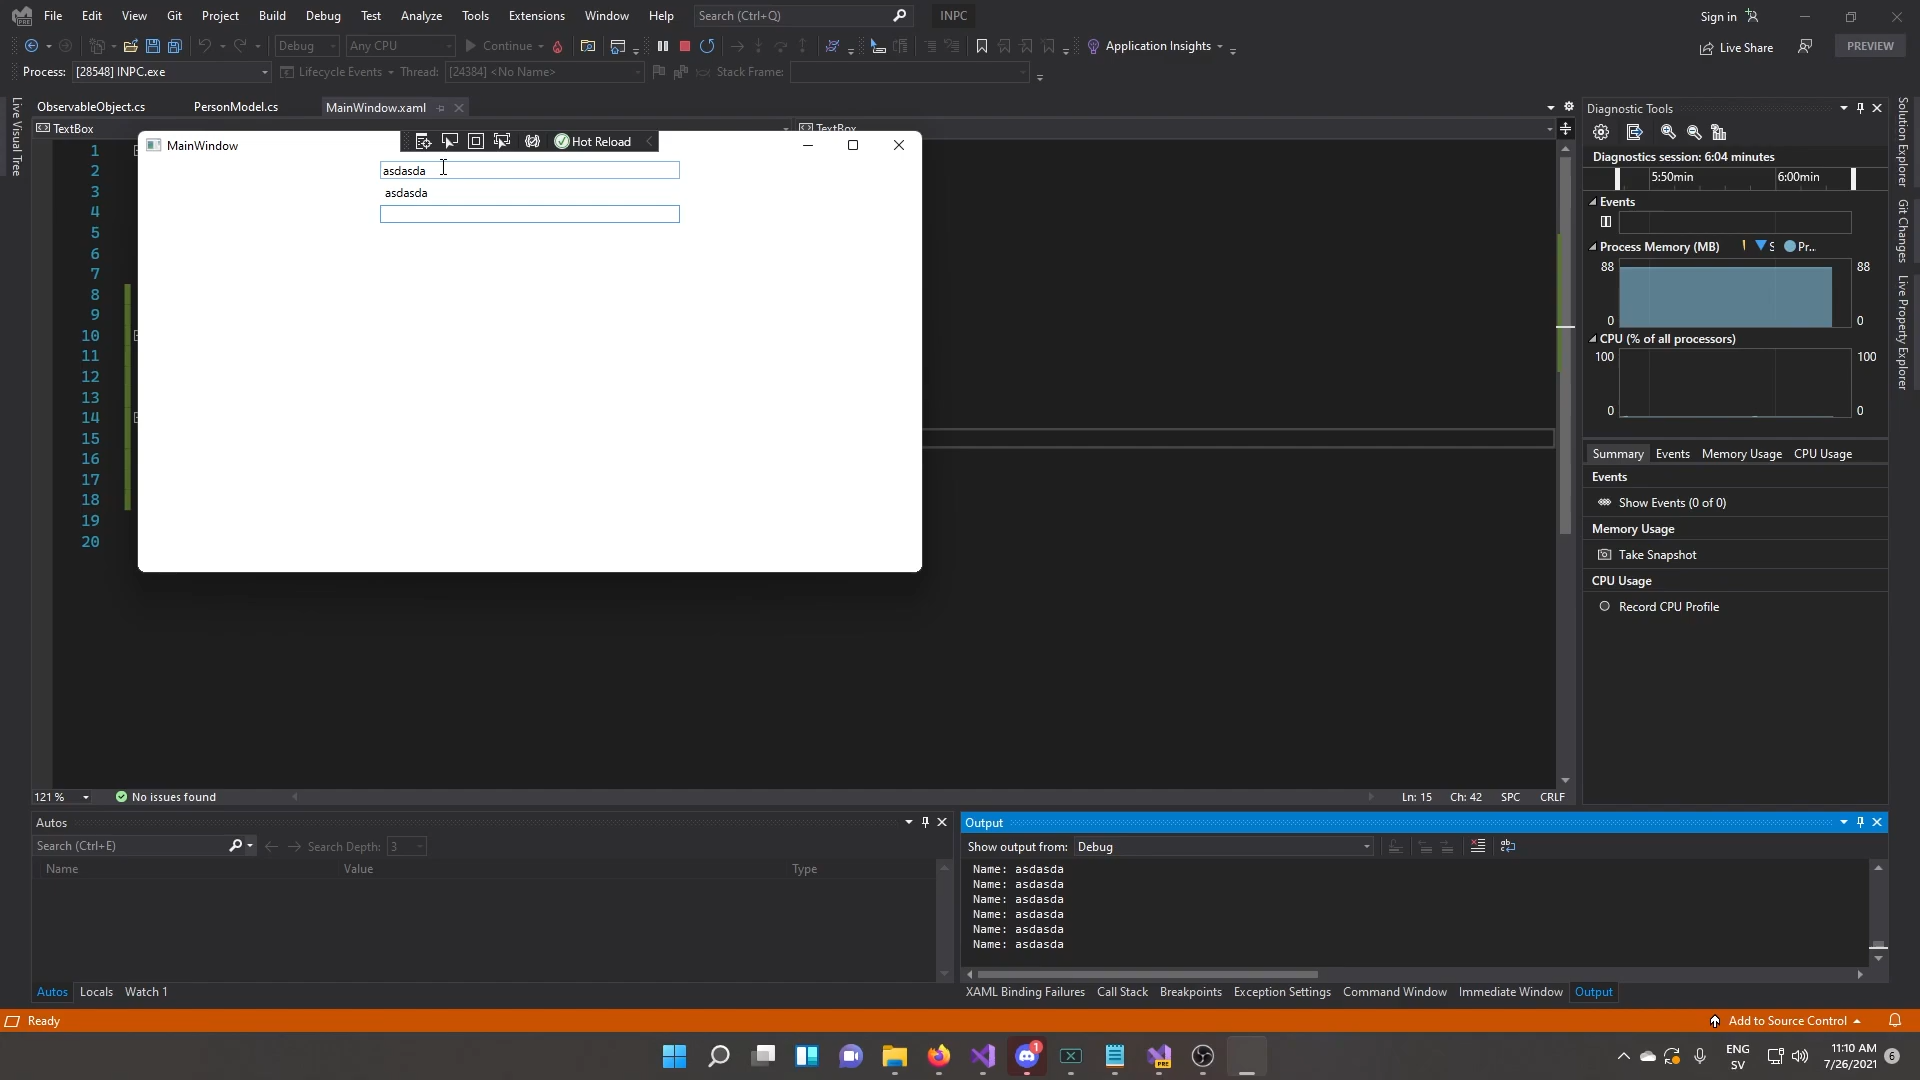 File Edit View Git Project Build Debug Test Analyze Tools Extensions Window Help Search (Ctrl+Q) INPC Sign in
Debug Any CPU Continue Application Insights Live Share PREVIEW
Process: [28548] INPC.exe Lifecycle Events Thread: [24384] <No Name> Stack Frame:
Live Visual Tree
ObservableObject.cs PersonModel.cs MainWindow.xaml
TextBox TextBox
1
2
3
4
5
6
7
8
9
10
11
12
13
14
15
16
17
18
19
20
MainWindow Hot Reload
asdasda
asdasda
Diagnostic Tools
Diagnostics session: 6:04 minutes
5:50min 6:00min
Events
Process Memory (MB) S Pr...
88 88
0 0
CPU (% of all processors)
100 100
0 0
Summary Events Memory Usage CPU Usage
Events
Show Events (0 of 0)
Memory Usage
Take Snapshot
CPU Usage
Record CPU Profile
Solution Explorer
Git Changes
Live Property Explorer
121 % No issues found Ln: 15 Ch: 42 SPC CRLF
Autos
Search (Ctrl+E) Search Depth: 3
Name Value Type
Autos Locals Watch 1
Output
Show output from: Debug
Name: asdasda
Name: asdasda
Name: asdasda
Name: asdasda
Name: asdasda
Name: asdasda
XAML Binding Failures Call Stack Breakpoints Exception Settings Command Window Immediate Window Output
Ready Add to Source Control
1
PRE
ENG
SV
11:10 AM
7/26/2021
6